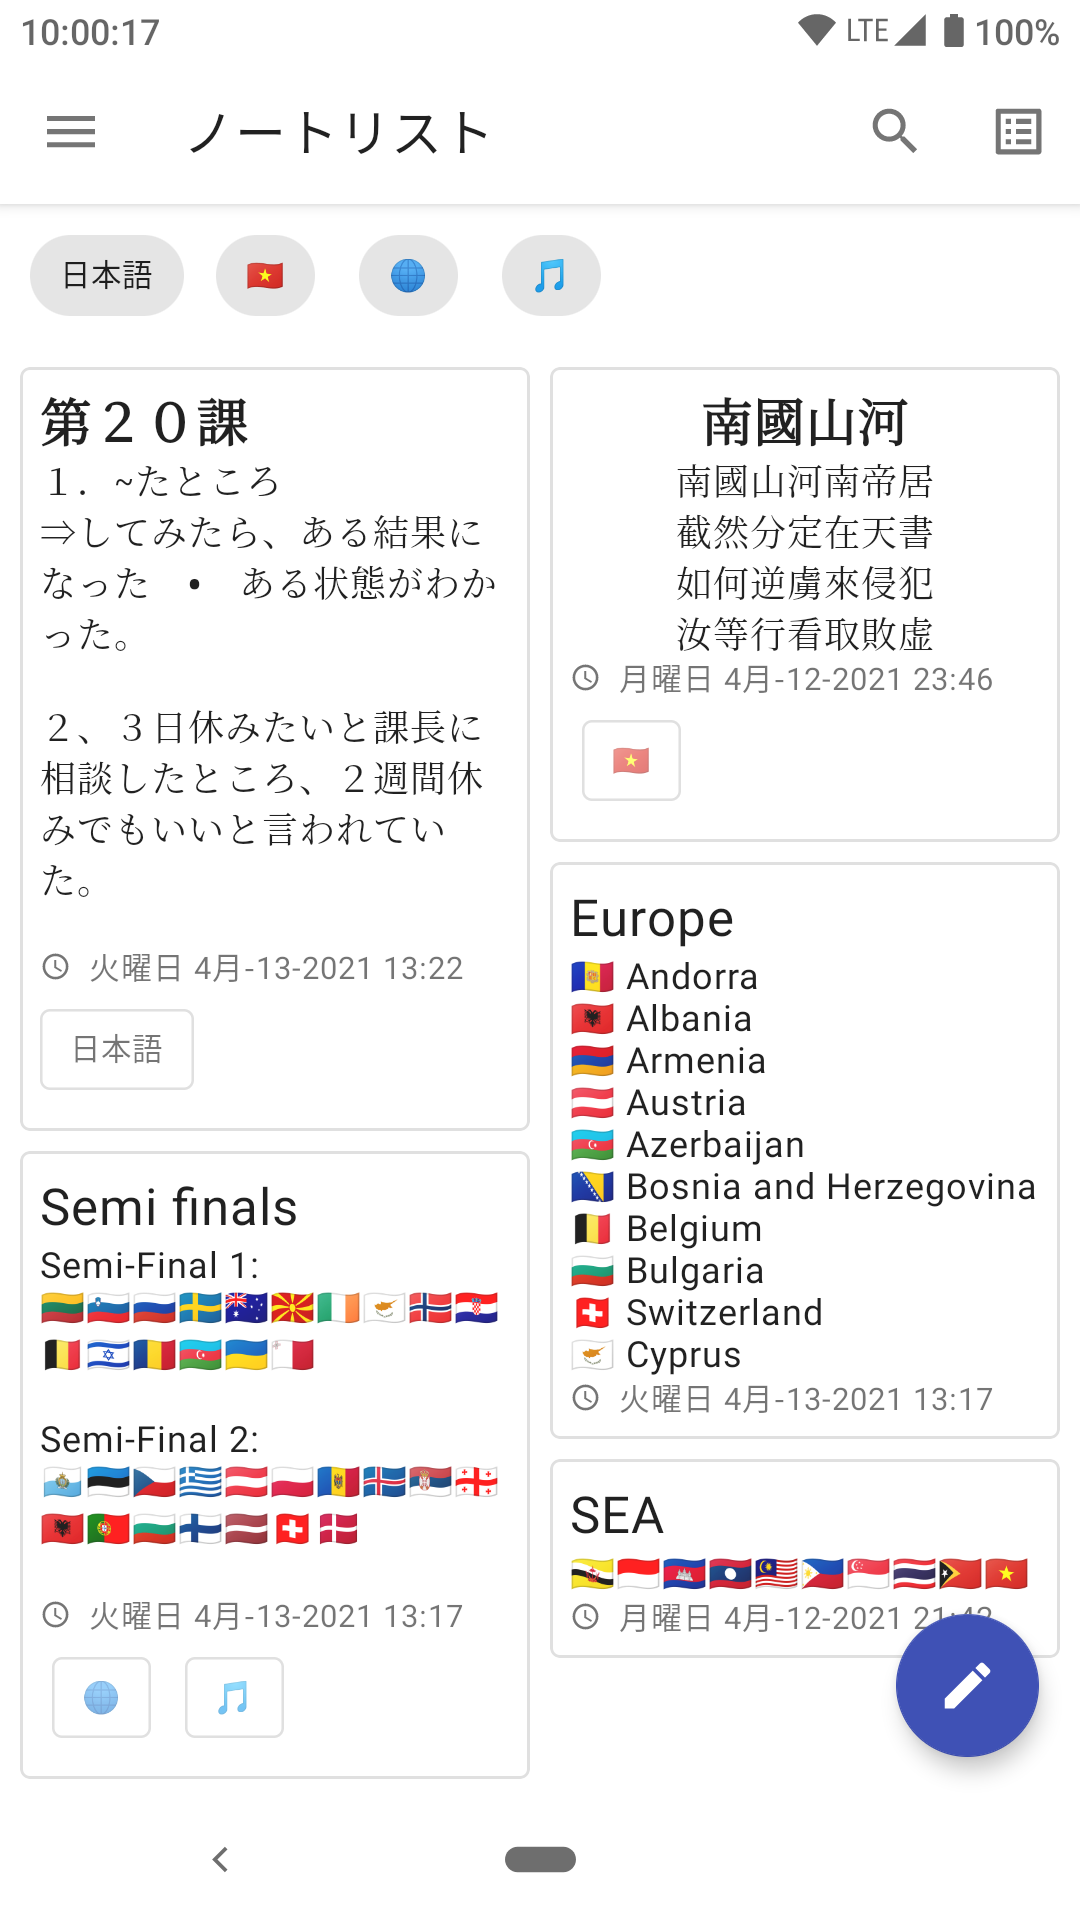 10:00:17
LTE 100%
ノートリスト
日本語 🇻🇳 🌐 🎵
第２０課
１．~たところ
⇒してみたら、ある結果に
なった　•　ある状態がわか
った。
２、３日休みたいと課長に
相談したところ、２週間休
みでもいいと言われてい
た。
火曜日 4月-13-2021 13:22
日本語
Semi finals
Semi-Final 1:
🇱🇹🇸🇮🇷🇺🇸🇪🇦🇺🇲🇰🇮🇪🇨🇾🇳🇴🇭🇷
🇧🇪🇮🇱🇷🇴🇦🇿🇺🇦🇲🇹
Semi-Final 2:
🇸🇲🇪🇪🇨🇿🇬🇷🇦🇹🇵🇱🇲🇩🇮🇸🇷🇸🇬🇪
🇦🇱🇵🇹🇧🇬🇫🇮🇱🇻🇨🇭🇩🇰
火曜日 4月-13-2021 13:17
🌐 🎵
南國山河
南國山河南帝居
截然分定在天書
如何逆虜來侵犯
汝等行看取敗虛
月曜日 4月-12-2021 23:46
🇻🇳
Europe
🇦🇩 Andorra
🇦🇱 Albania
🇦🇲 Armenia
🇦🇹 Austria
🇦🇿 Azerbaijan
🇧🇦 Bosnia and Herzegovina
🇧🇪 Belgium
🇧🇬 Bulgaria
🇨🇭 Switzerland
🇨🇾 Cyprus
火曜日 4月-13-2021 13:17
SEA
🇧🇳🇮🇩🇰🇭🇱🇦🇲🇾🇵🇭🇸🇬🇹🇭🇹🇱🇻🇳
月曜日 4月-12-2021